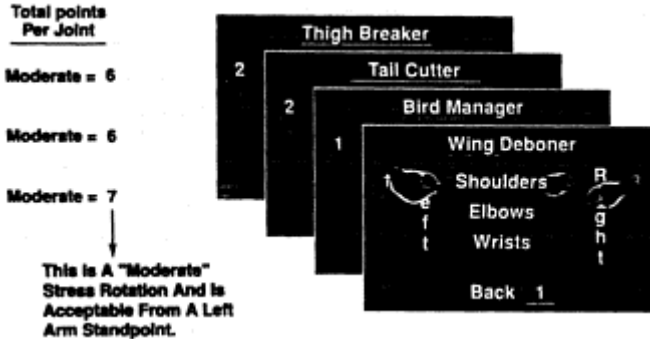 Total points
Per Joint
Moderate = 6
Moderate = 6
Moderate = 7
This Is A "Moderate"
Stress Rotation And Is
Acceptable From A Left
Arm Standpoint.
Thigh Breaker
2
Tail Cutter
2
Bird Manager
1
Wing Deboner
Shoulders
Elbows
Wrists
Back 1